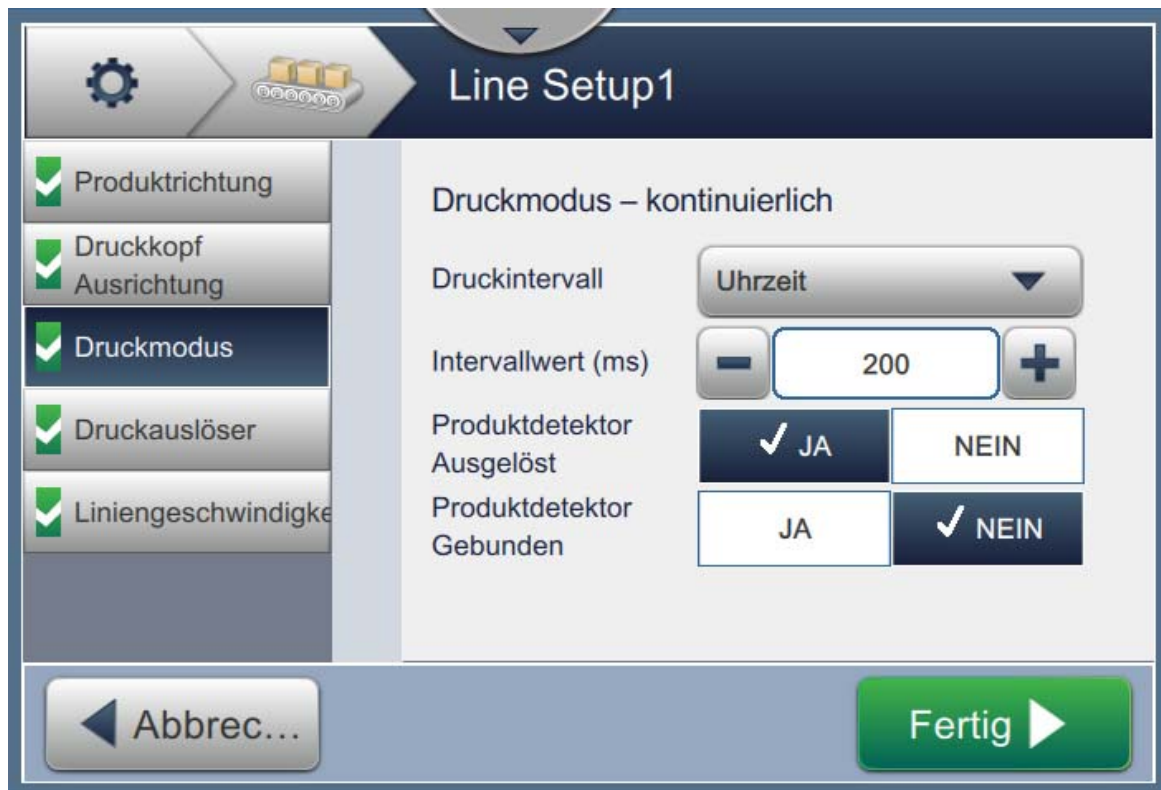 Line Setup1
Produktrichtung
Druckkopf
Ausrichtung
Druckmodus
Druckauslöser
Liniengeschwindigke
Druckmodus – kontinuierlich
Druckintervall
Uhrzeit
Intervallwert (ms)
200
Produktdetektor
Ausgelöst
JA
NEIN
Produktdetektor
Gebunden
JA
NEIN
Abbrec...
Fertig